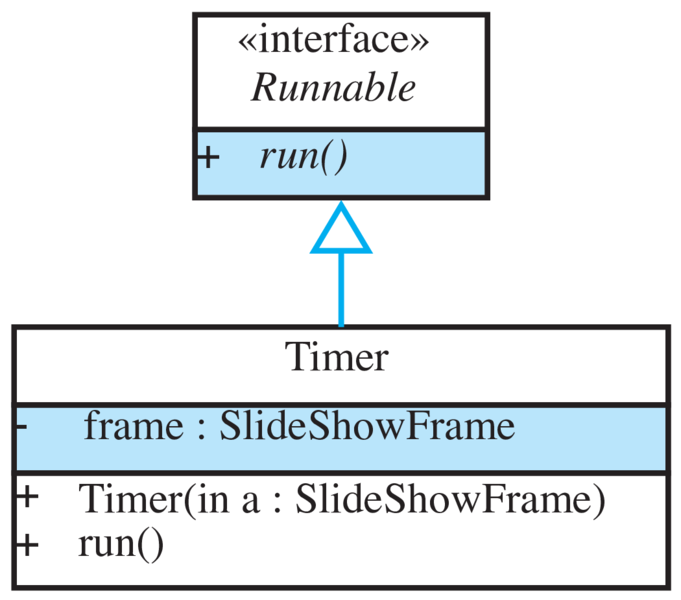 «interface»
Runnable
+ run()
Timer
- frame : SlideShowFrame
+ Timer(in a : SlideShowFrame)
+ run()